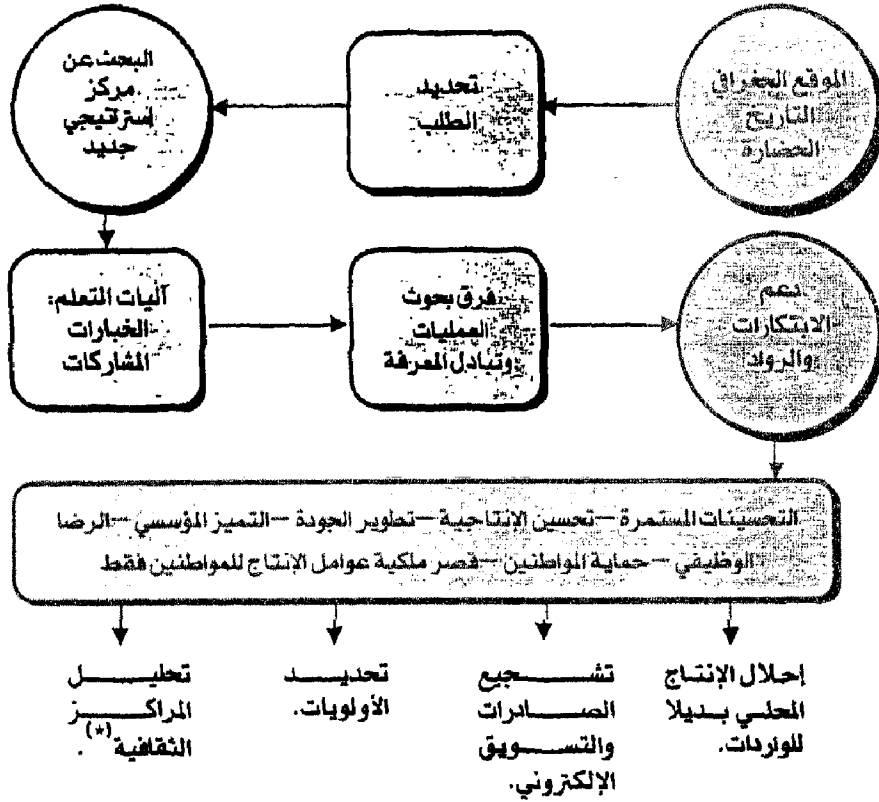 الموقع الجغرافي
التاريخ
الحضارة
تحديد
الطلب
البحث عن
مركز
إسترتيجي
جديد
آليات التعلم:
الخبارات
المشاركات
فرق بحوث
العمليات
وتبادل المعرفة
دعم
الابتكارات
والرواد
التحسينات المستمرة – تحسين الإنتاجية – تطوير الجودة – التميز المؤسسي – الرضا
الوظيفي – حماية المواطنين – قصر ملكية عوامل الإنتاج للمواطنين فقط
إحلال الإنتاج
المحلي بديلا
للواردات.
تشجيع
الصادرات
والتسويق
الإلكتروني.
تحديد
الأولويات.
تحليل
المراكز
الثقافية(*).